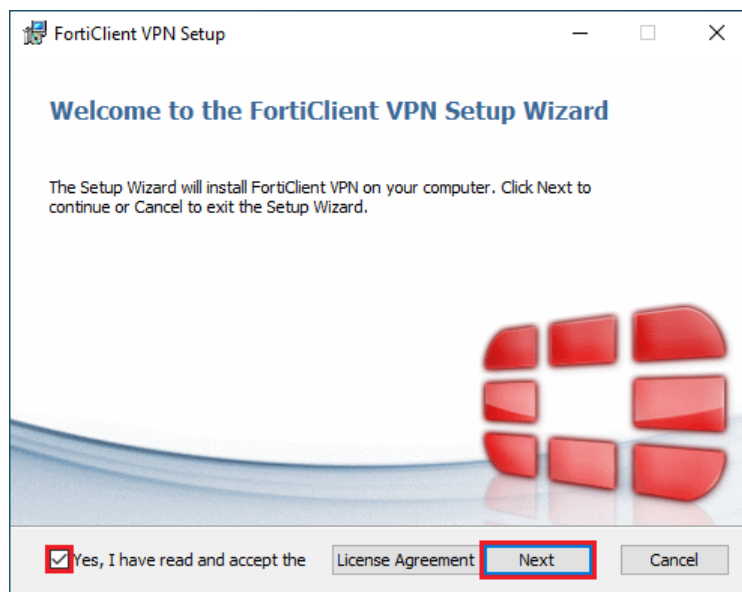 FortiClient VPN Setup
Welcome to the FortiClient VPN Setup Wizard
The Setup Wizard will install FortiClient VPN on your computer. Click Next to
continue or Cancel to exit the Setup Wizard.
Yes, I have read and accept the License Agreement Next Cancel